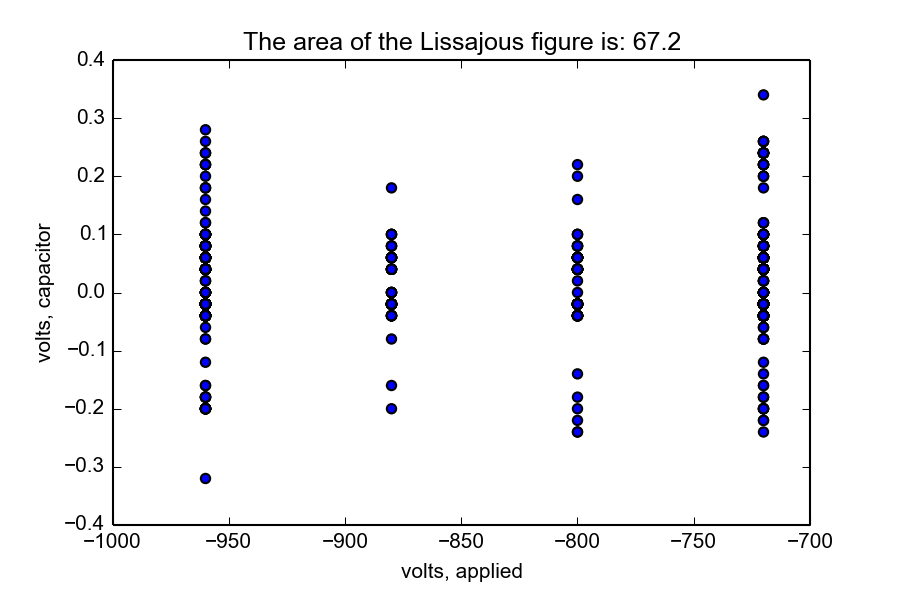 The area of the Lissajous figure is: 67.2
0.4
0.3
0.2
0.1
0.0
−0.1
−0.2
−0.3
−0.4
volts, capacitor
−1000 −950 −900 −850 −800 −750 −700
volts, applied